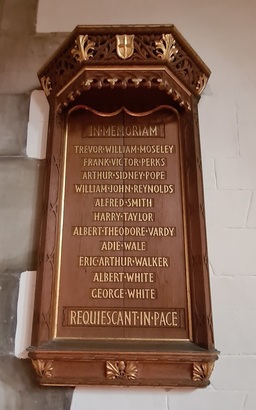 IN·MEMORIAM
TREVOR·WILLIAM·MOSELEY
FRANK·VICTOR·PERKS
ARTHUR·SIDNEY·POPE
WILLIAM·JOHN·REYNOLDS
ALFRED·SMITH
HARRY·TAYLOR
ALBERT·THEODORE·VARDY
ADIE·WALE
ERIC·ARTHUR·WALKER
ALBERT·WHITE
GEORGE·WHITE
REQUIESCANT·IN·PACE